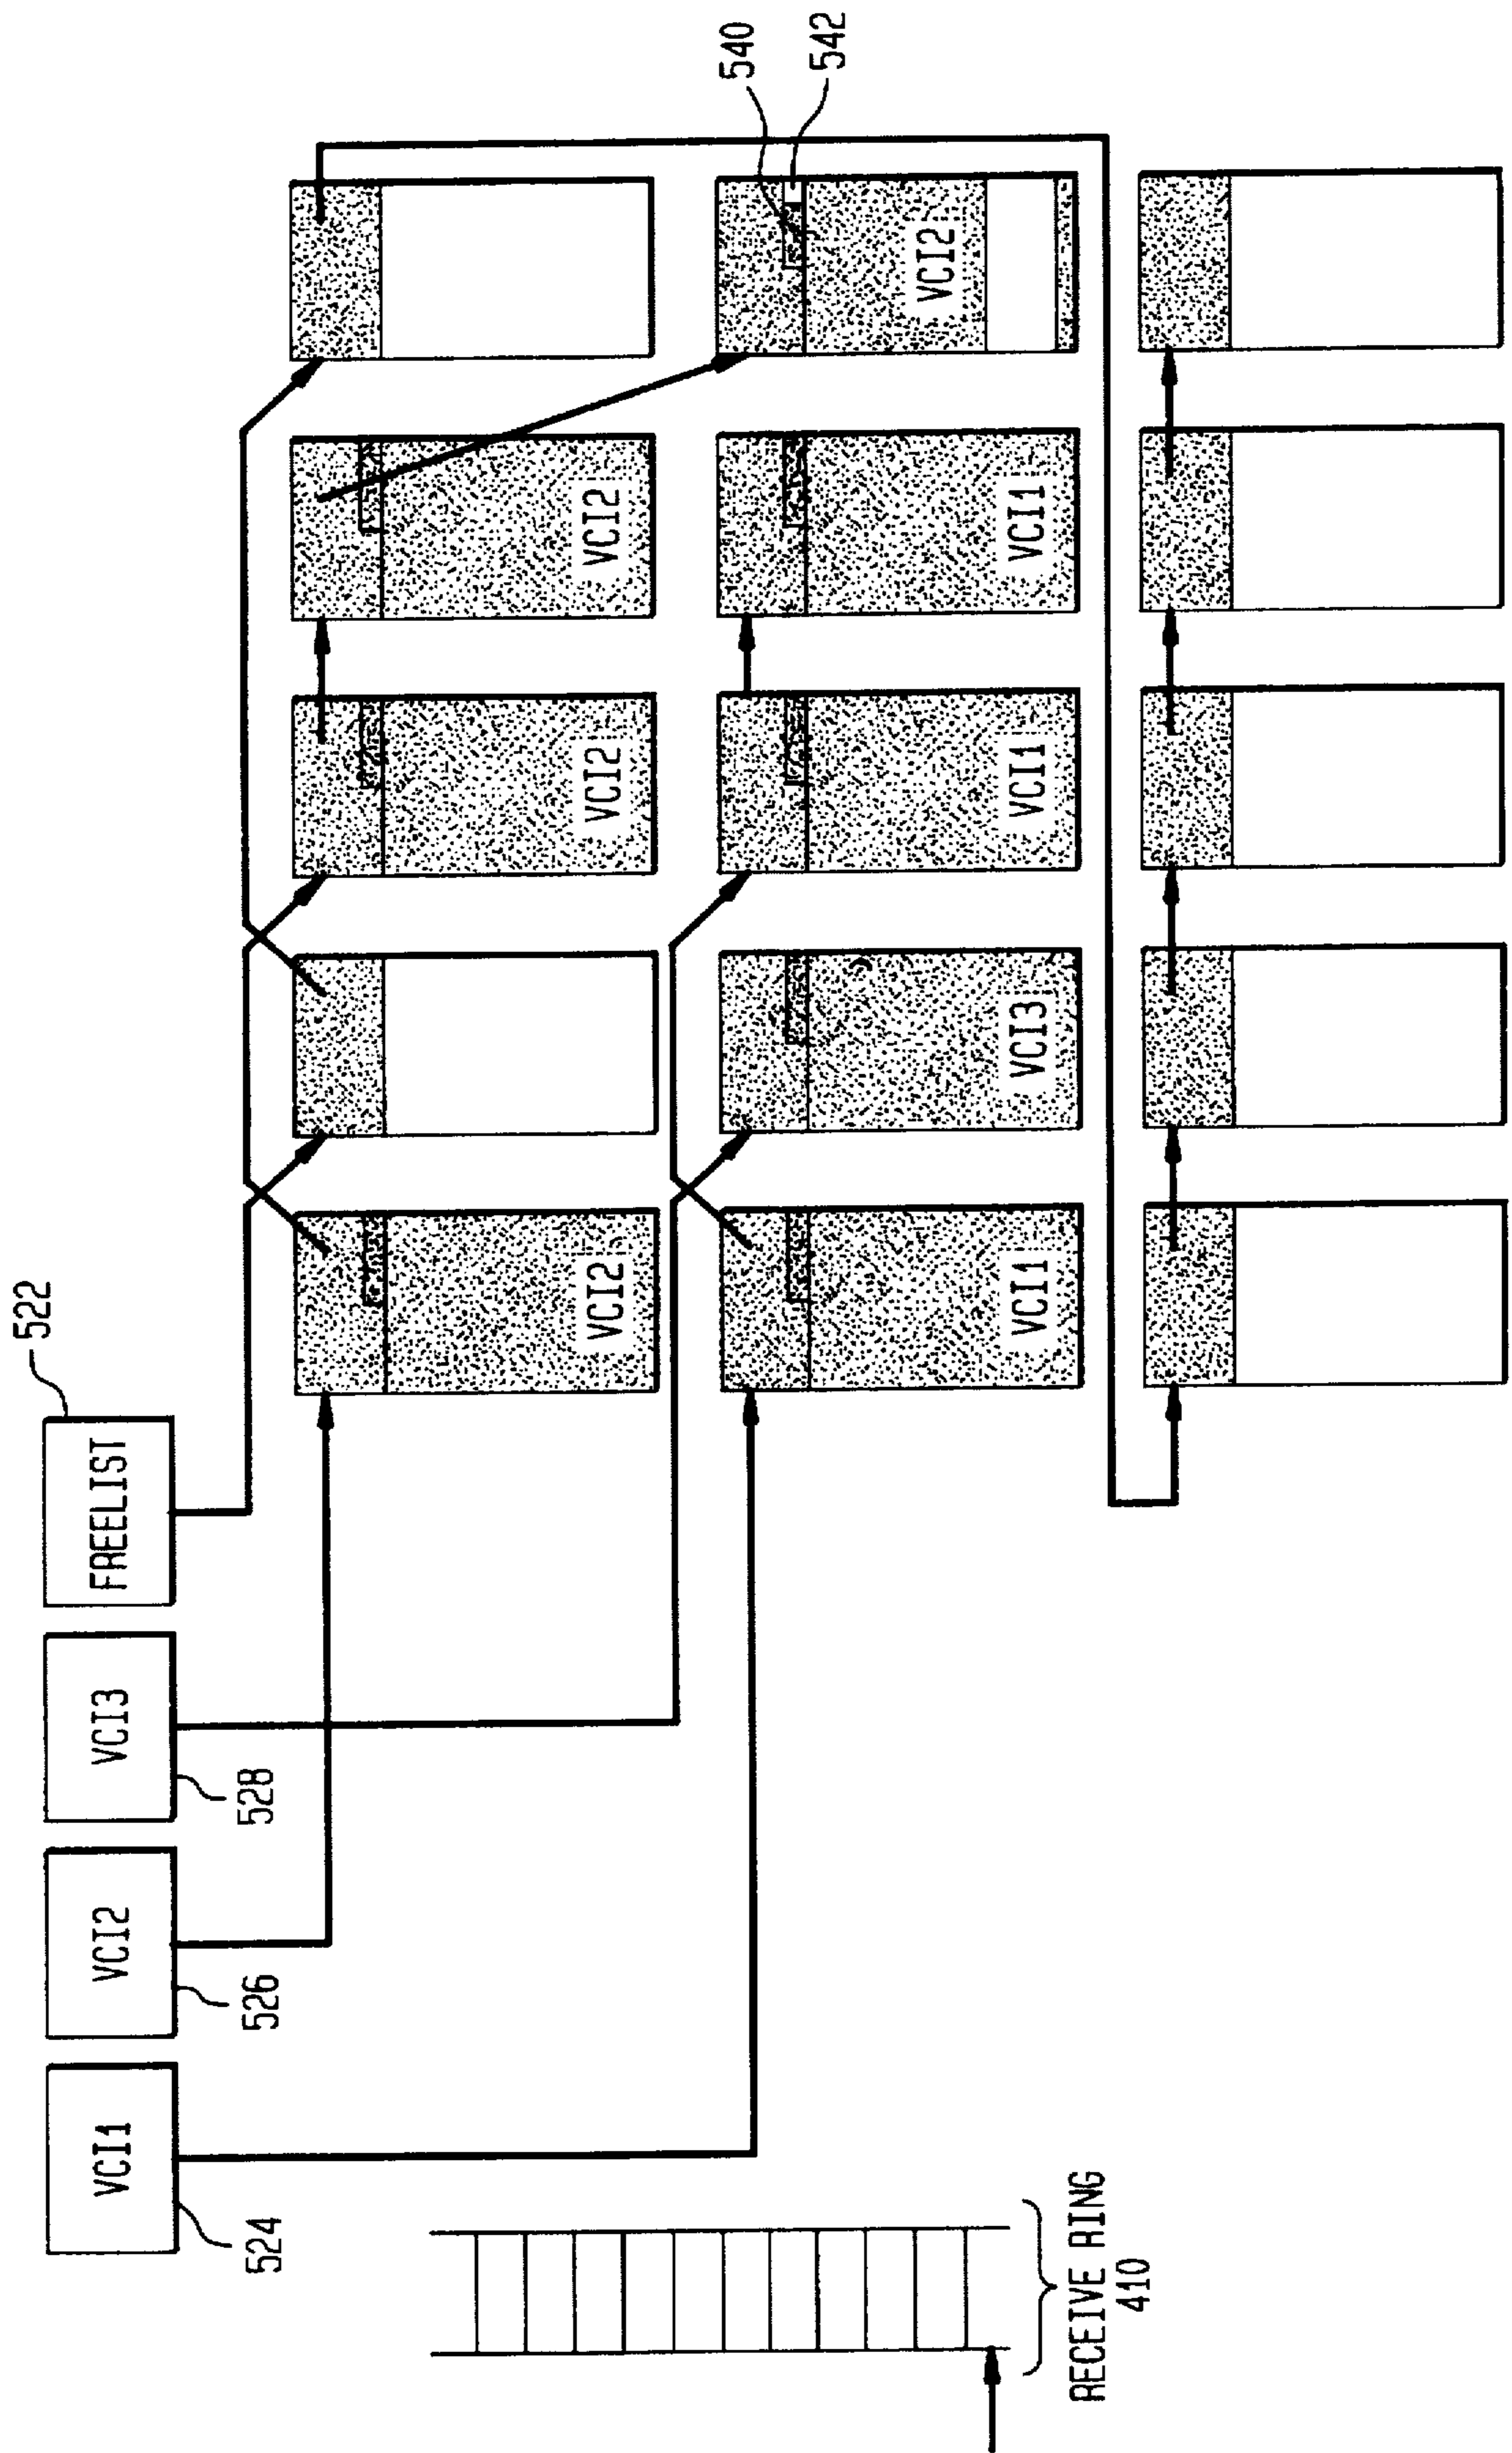 VCI1
VCI2
VCI3
FREELIST
524
526
528
522
VCI2
VCI2
VCI2
VCI1
VCI3
VCI1
VCI1
VCI2
540
542
RECEIVE RING
410